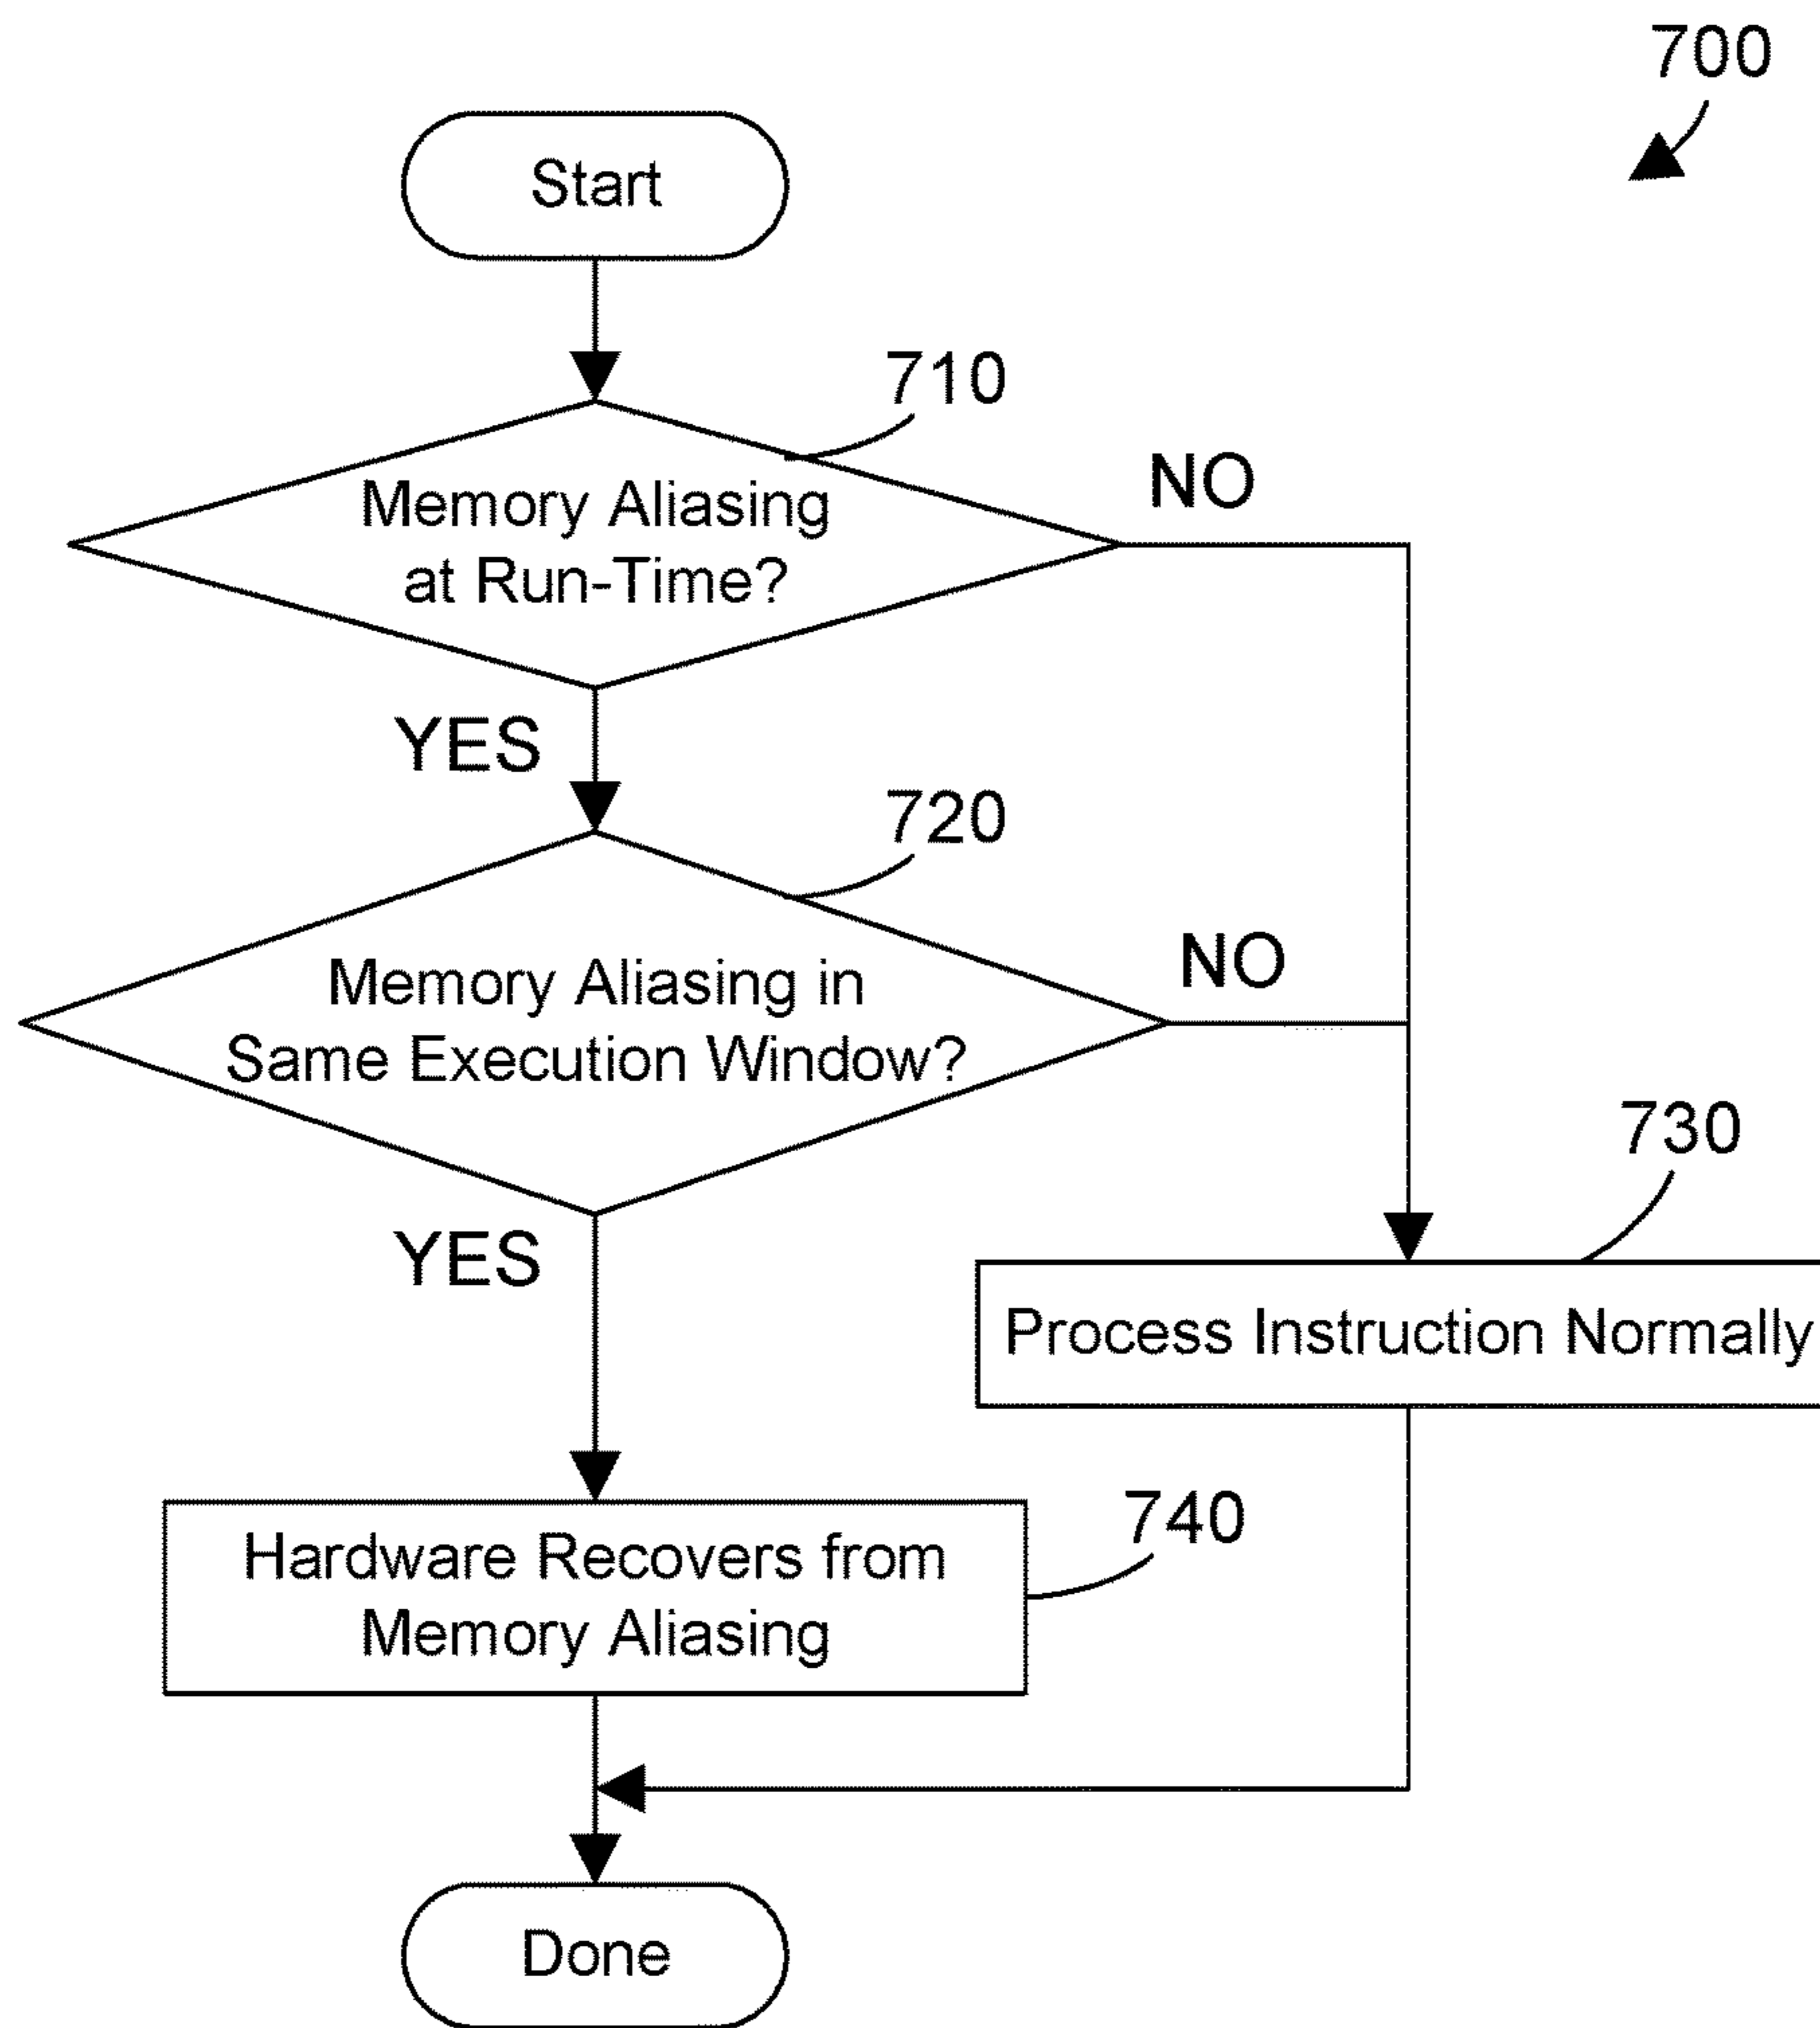 700
Start
710
Memory Aliasing
at Run-Time?
NO
YES
720
Memory Aliasing in
Same Execution Window?
NO
YES
730
Process Instruction Normally
740
Hardware Recovers from
Memory Aliasing
Done